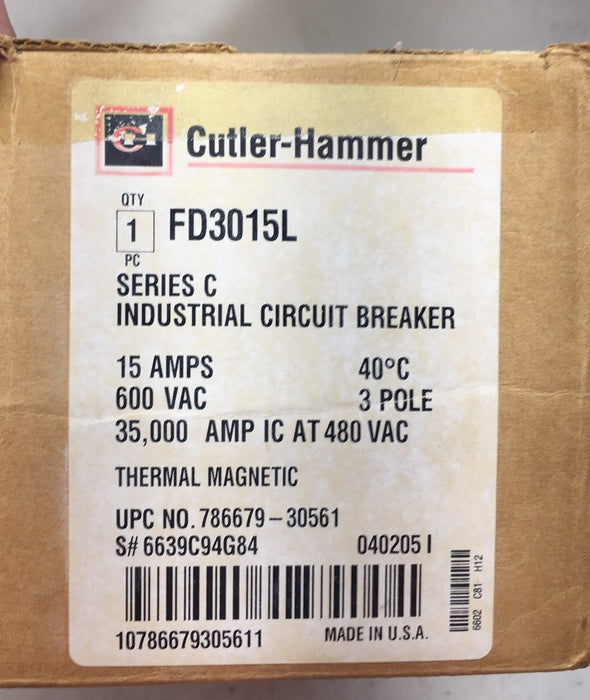 Cutler-Hammer
QTY
1 FD3015L
PC
SERIES C
INDUSTRIAL CIRCUIT BREAKER
15 AMPS 40°C
600 VAC 3 POLE
35,000 AMP IC AT 480 VAC
THERMAL MAGNETIC
UPC NO. 786679-30561
S# 6639C94G84 040205 I
10786679305611 MADE IN U.S.A.
6602 C81 H12